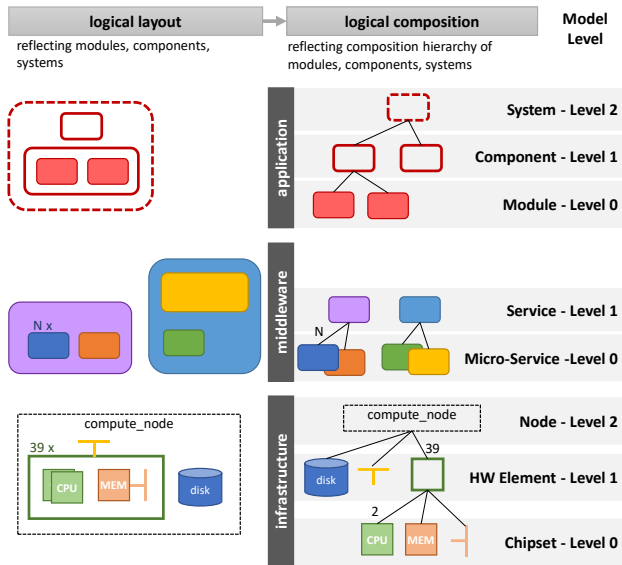 logical layout
logical composition
Model
Level
reflecting modules, components,
systems
reflecting composition hierarchy of
modules, components, systems
application
System - Level 2
Component - Level 1
Module - Level 0
middleware
N x
N
Service - Level 1
Micro-Service -Level 0
infrastructure
compute_node
39 x
CPU
MEM
disk
compute_node
Node - Level 2
39
disk
HW Element - Level 1
2
CPU
MEM
Chipset - Level 0